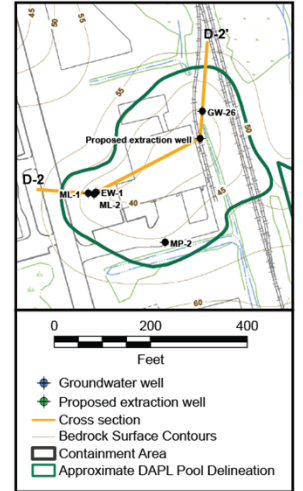 D-2'
45
50
55
GW-26
50
Proposed extraction well
D-2
ML-1
EW-1
ML-2
40
45
MP-2
60
0 200 400
Feet
Groundwater well
Proposed extraction well
Cross section
Bedrock Surface Contours
Containment Area
Approximate DAPL Pool Delineation